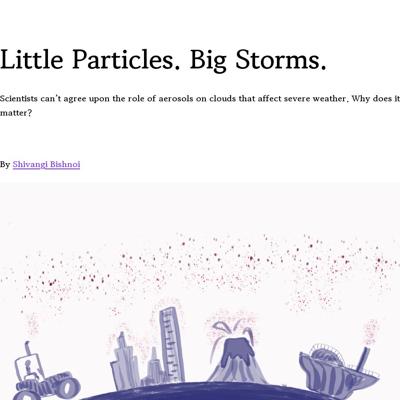 Little Particles. Big Storms.
Scientists can't agree upon the role of aerosols on clouds that affect severe weather. Why does it
matter?
By Shivangi Bishnoi